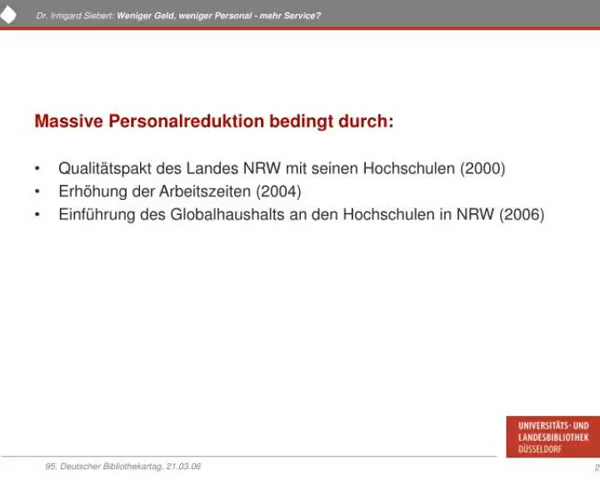 Dr. Irmgard Siebert: Weniger Geld, weniger Personal - mehr Service?
Massive Personalreduktion bedingt durch:
• Qualitätspakt des Landes NRW mit seinen Hochschulen (2000)
• Erhöhung der Arbeitszeiten (2004)
• Einführung des Globalhaushalts an den Hochschulen in NRW (2006)
UNIVERSITÄTS- UND
LANDESBIBLIOTHEK
DÜSSELDORF
95. Deutscher Bibliothekartag, 21.03.06
2